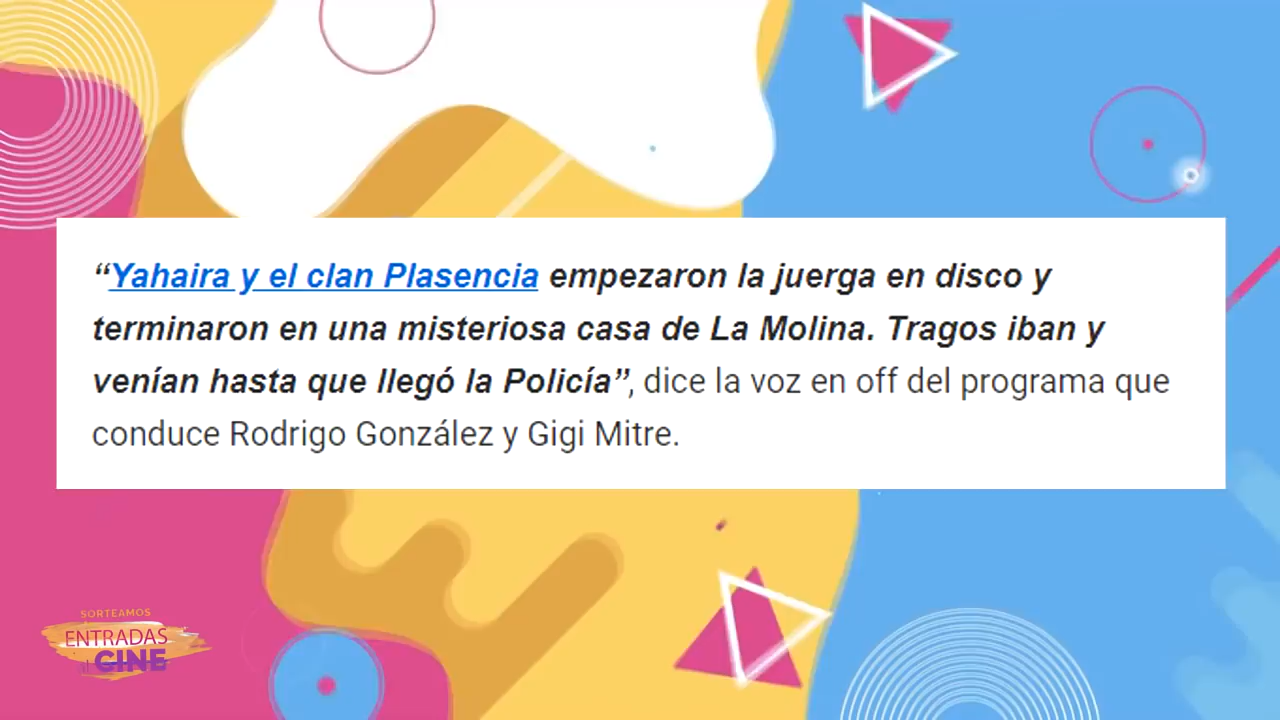 “Yahaira y el clan Plasencia empezaron la juerga en disco y
terminaron en una misteriosa casa de La Molina. Tragos iban y
venían hasta que llegó la Policía”, dice la voz en off del programa que
conduce Rodrigo González y Gigi Mitre.
SORTEAMOS
ENTRADAS
al CINE